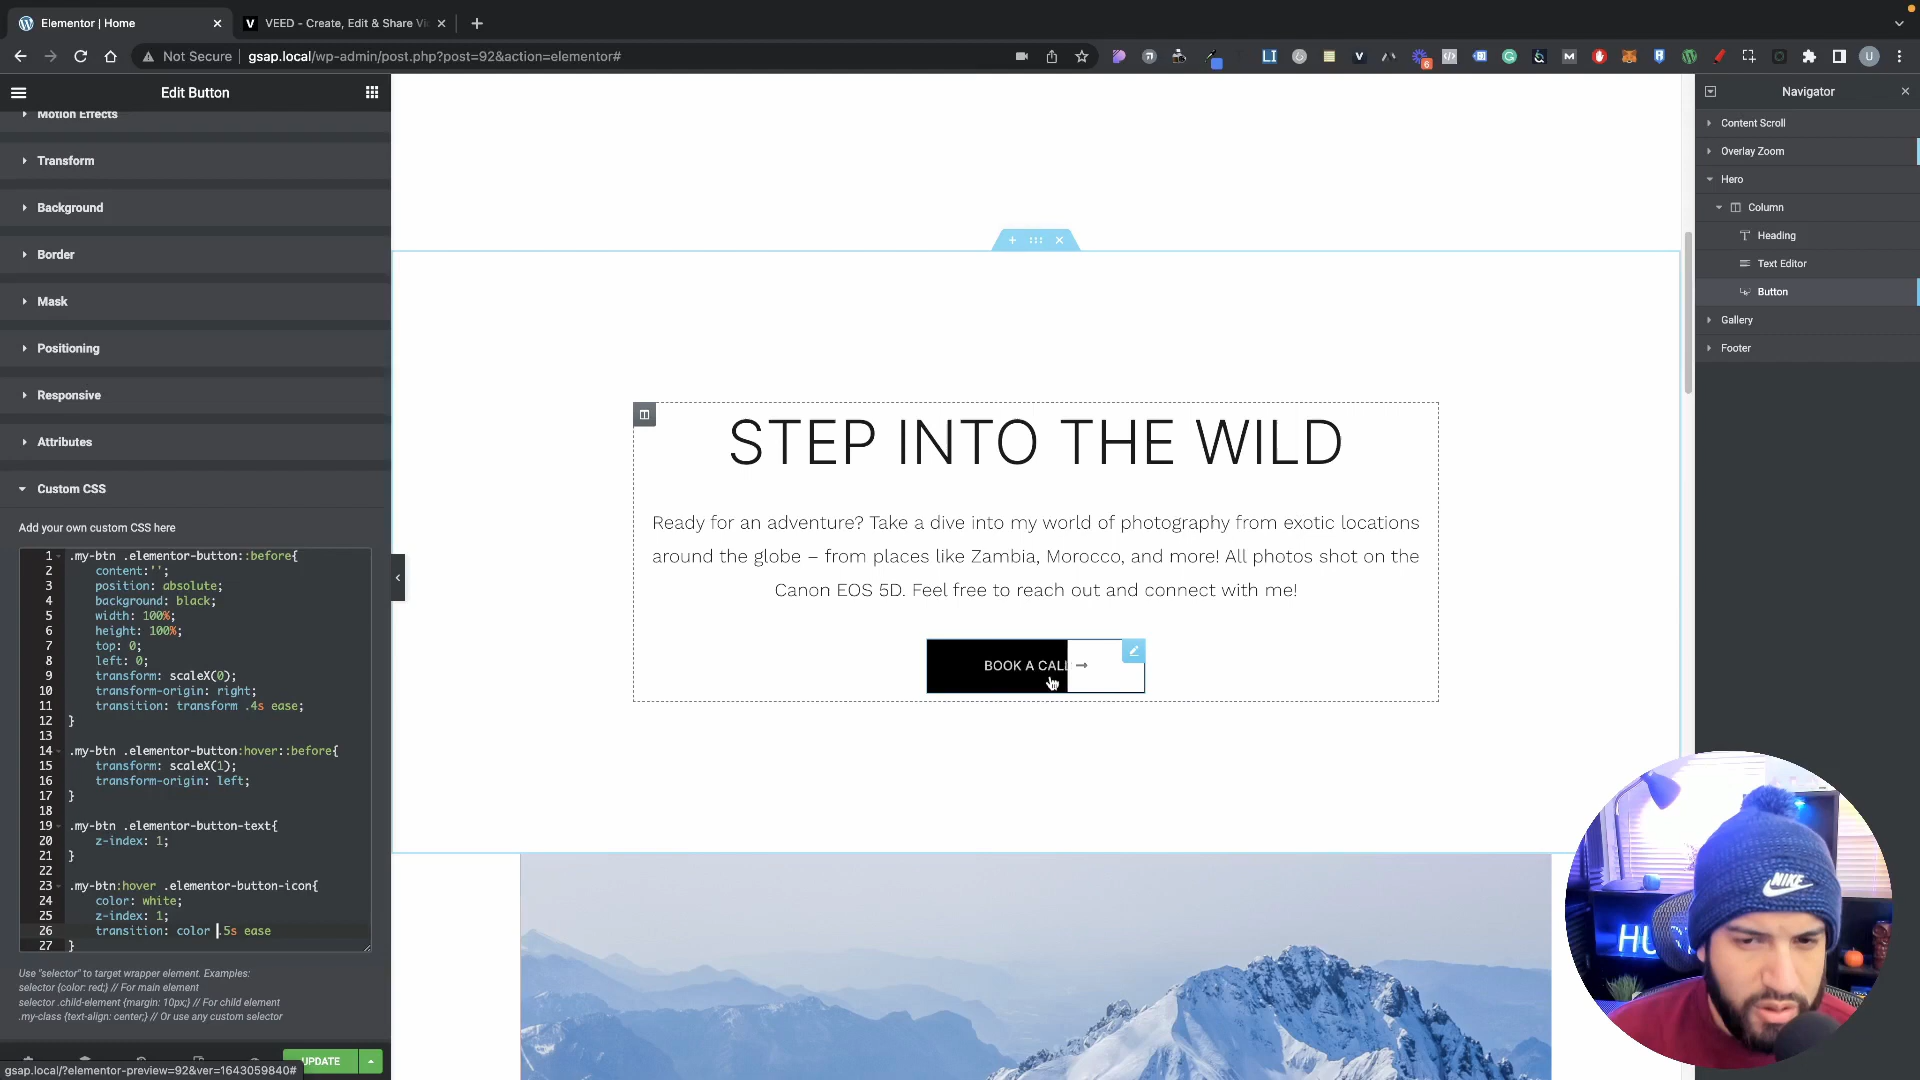 Elementor | Home
VEED - Create, Edit & Share Vi
Not Secure
gsap.local/wp-admin/post.php?post=92&action=elementor#
6
U
Edit Button
Navigator
Motion Effects
Transform
Background
Border
Mask
Positioning
Responsive
Attributes
Custom CSS
Add your own custom CSS here
1 .my-btn .elementor-button::before{
2 content:'';
3 position: absolute;
4 background: black;
5 width: 100%;
6 height: 100%;
7 top: 0;
8 left: 0;
9 transform: scaleX(0);
10 transform-origin: right;
11 transition: transform .4s ease;
12 }
13
14 .my-btn .elementor-button:hover::before{
15 transform: scaleX(1);
16 transform-origin: left;
17 }
18
19 .my-btn .elementor-button-text{
20 z-index: 1;
21 }
22
23 .my-btn:hover .elementor-button-icon{
24 color: white;
25 z-index: 1;
26 transition: color .5s ease
27 }
Use "selector" to target wrapper element. Examples:
selector {color: red;} // For main element
selector .child-element {margin: 10px;} // For child element
.my-class {text-align: center;} // Or use any custom selector
UPDATE
gsap.local/?elementor-preview=92&ver=1643059840#
STEP INTO THE WILD
Ready for an adventure? Take a dive into my world of photography from exotic locations
around the globe – from places like Zambia, Morocco, and more! All photos shot on the
Canon EOS 5D. Feel free to reach out and connect with me!
BOOK A CALL →
Content Scroll
Overlay Zoom
Hero
Column
Heading
Text Editor
Button
Gallery
Footer
NIKE